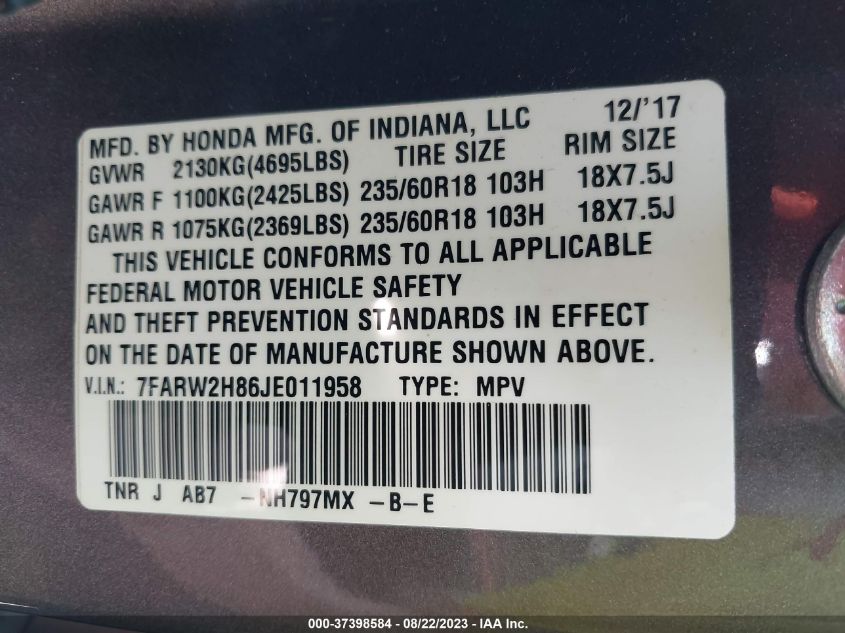 MFD. BY HONDA MFG. OF INDIANA, LLC 12/'17
GVWR 2130KG(4695LBS) TIRE SIZE RIM SIZE
GAWR F 1100KG(2425LBS) 235/60R18 103H 18X7.5J
GAWR R 1075KG(2369LBS) 235/60R18 103H 18X7.5J
THIS VEHICLE CONFORMS TO ALL APPLICABLE
FEDERAL MOTOR VEHICLE SAFETY
AND THEFT PREVENTION STANDARDS IN EFFECT
ON THE DATE OF MANUFACTURE SHOWN ABOVE.
V.I.N.: 7FARW2H86JE011958 TYPE: MPV
TNR J AB7 -NH797MX -B-E
000-37398584 - 08/22/2023 - IAA Inc.